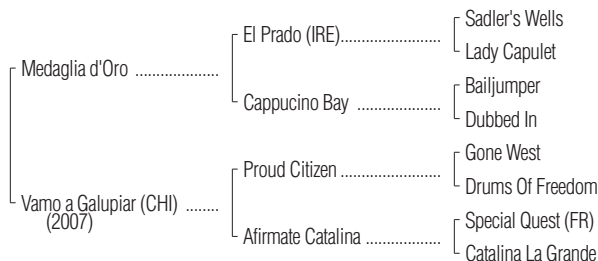 Sadler's Wells
El Prado (IRE)....................
Lady Capulet
Medaglia d'Oro ....................
Bailjumper
Cappucino Bay ....................
Dubbed In
Gone West
Proud Citizen ....................
Drums Of Freedom
Vamo a Galupiar (CHI) ........
(2007)
Special Quest (FR)
Afirmate Catalina ..................
Catalina La Grande